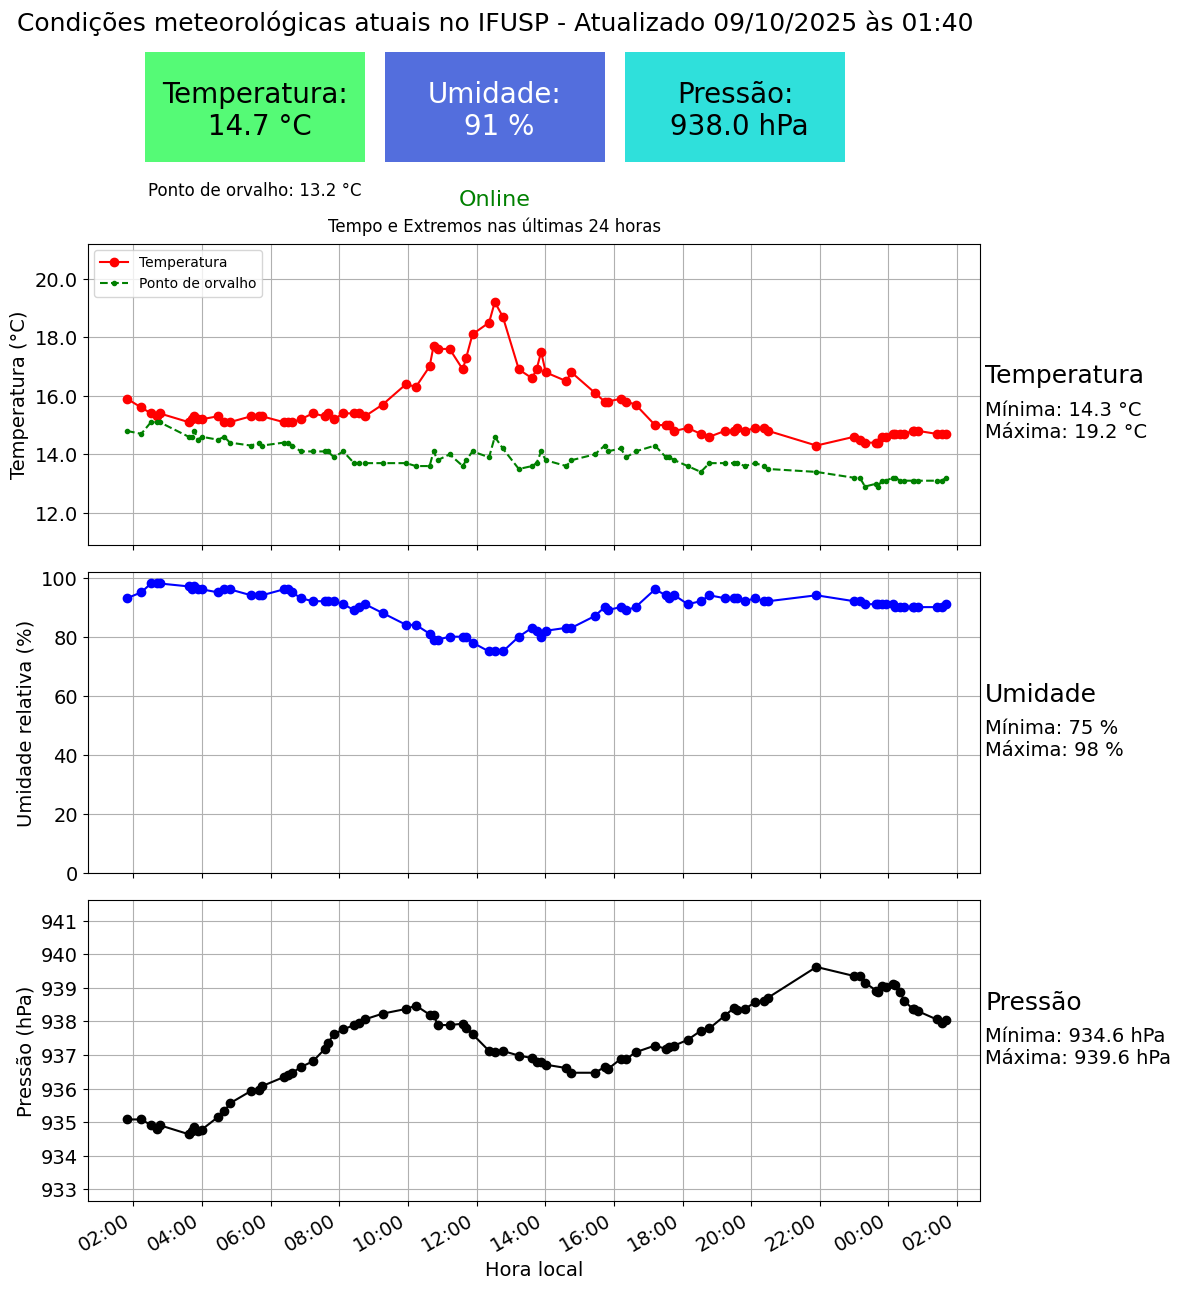 Condições meteorológicas atuais no IFUSP - Atualizado 09/10/2025 às 01:40
Temperatura:
14.7 °C
Umidade:
91 %
Pressão:
938.0 hPa
Ponto de orvalho: 13.2 °C
Online
Tempo e Extremos nas últimas 24 horas
Temperatura
Ponto de orvalho
20.0
18.0
16.0
14.0
12.0
Temperatura (°C)
Temperatura
Mínima: 14.3 °C
Máxima: 19.2 °C
100
80
60
40
20
0
Umidade relativa (%)
Umidade
Mínima: 75 %
Máxima: 98 %
941
940
939
938
937
936
935
934
933
Pressão (hPa)
Pressão
Mínima: 934.6 hPa
Máxima: 939.6 hPa
02:00 04:00 06:00 08:00 10:00 12:00 14:00 16:00 18:00 20:00 22:00 00:00 02:00
Hora local